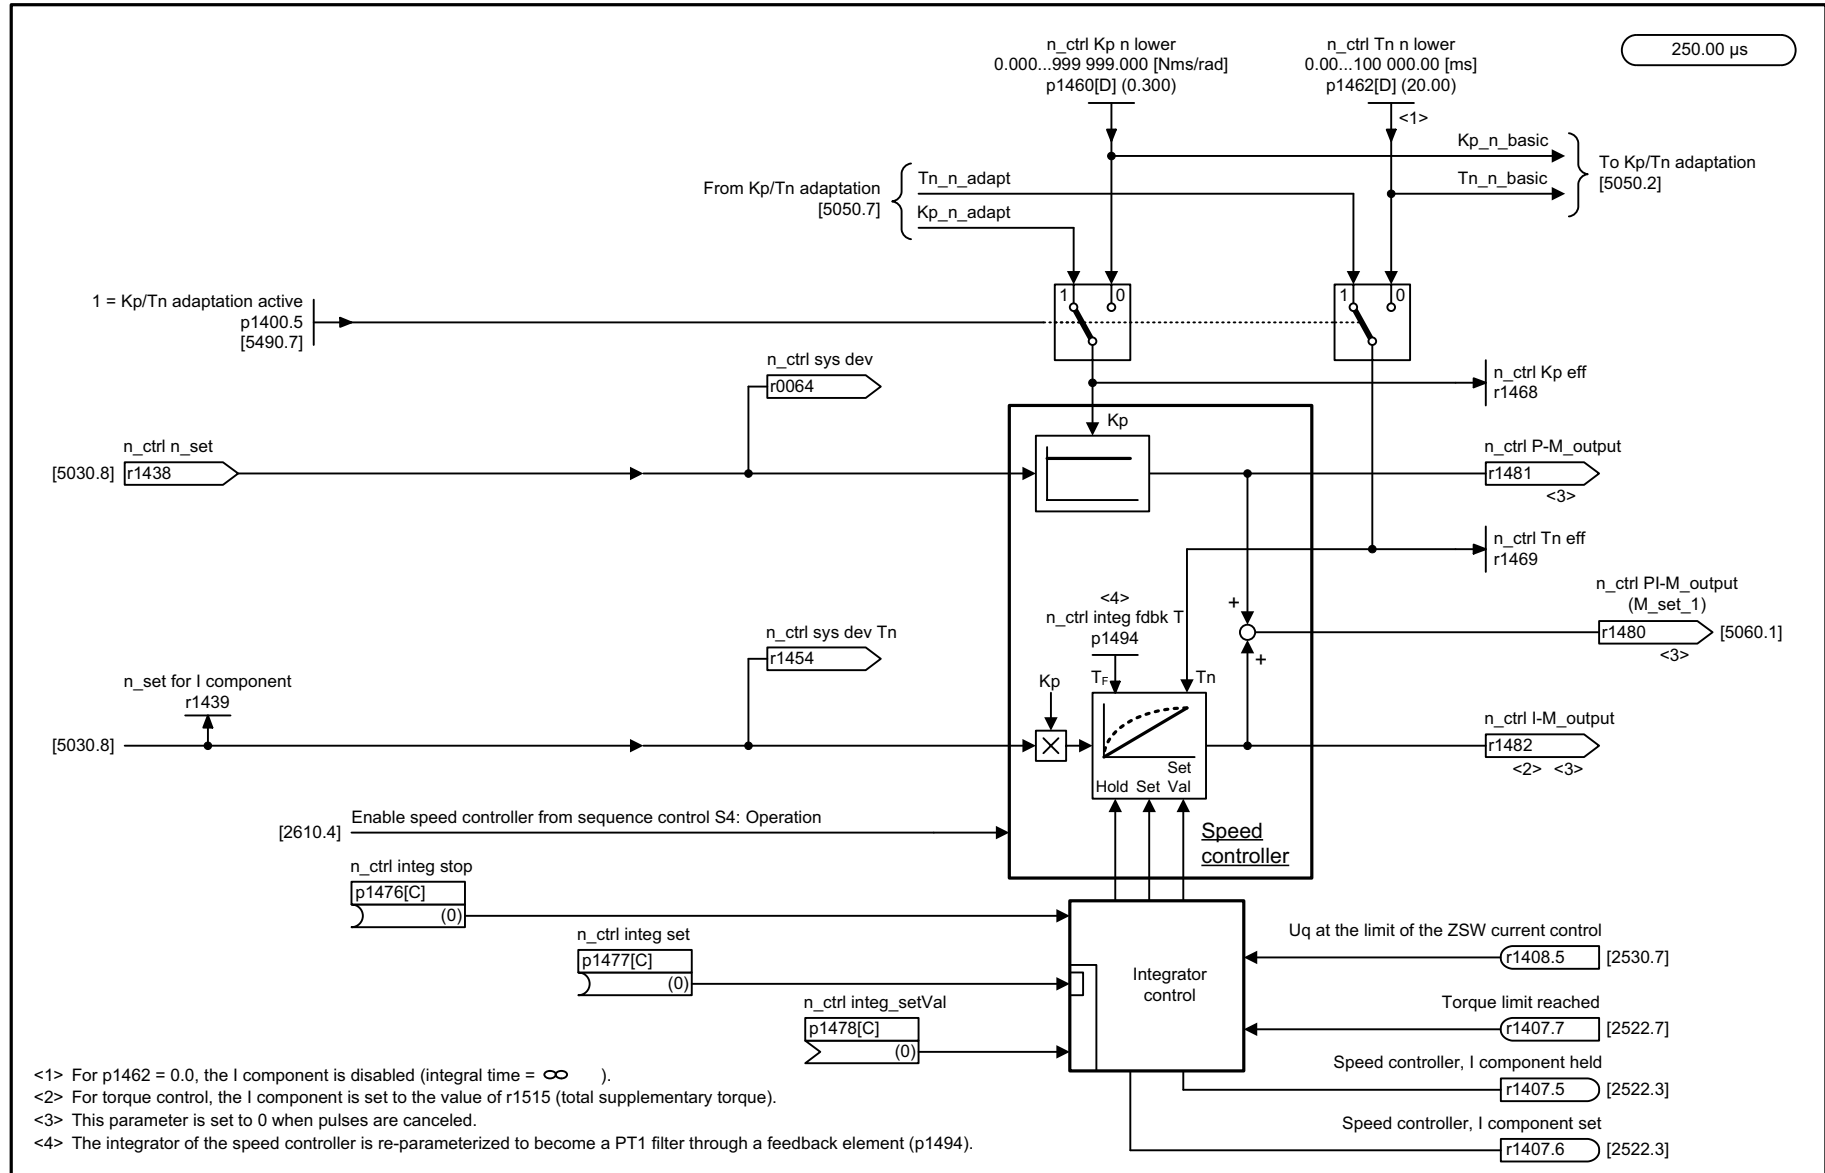 n_ctrl Kp n lower
0.000...999 999.000 [Nms/rad]
p1460[D] (0.300)
n_ctrl Tn n lower
0.00...100 000.00 [ms]
p1462[D] (20.00)
<1>
250.00 µs
Kp_n_basic
Tn_n_basic
To Kp/Tn adaptation
[5050.2]
From Kp/Tn adaptation
[5050.7]
Tn_n_adapt
Kp_n_adapt
1 0
1 0
1 = Kp/Tn adaptation active
p1400.5
[5490.7]
n_ctrl sys dev
r0064
n_ctrl Kp eff
r1468
Kp
n_ctrl n_set
[5030.8] r1438
n_ctrl P-M_output
r1481
<3>
n_ctrl Tn eff
r1469
<4>
n_ctrl integ fdbk T
p1494
+
+
n_ctrl PI-M_output
(M_set_1)
r1480 [5060.1]
<3>
n_ctrl sys dev Tn
r1454
TF
Tn
Kp
n_set for I component
r1439
[5030.8]
X
Set
Hold Set Val
n_ctrl I-M_output
r1482
<2> <3>
[2610.4] Enable speed controller from sequence control S4: Operation
Speed
controller
n_ctrl integ stop
p1476[C]
(0)
n_ctrl integ set
p1477[C]
(0)
n_ctrl integ_setVal
p1478[C]
(0)
Integrator
control
Uq at the limit of the ZSW current control
r1408.5 [2530.7]
Torque limit reached
r1407.7 [2522.7]
Speed controller, I component held
r1407.5 [2522.3]
Speed controller, I component set
r1407.6 [2522.3]
<1> For p1462 = 0.0, the I component is disabled (integral time = ∞ ).
<2> For torque control, the I component is set to the value of r1515 (total supplementary torque).
<3> This parameter is set to 0 when pulses are canceled.
<4> The integrator of the speed controller is re-parameterized to become a PT1 filter through a feedback element (p1494).